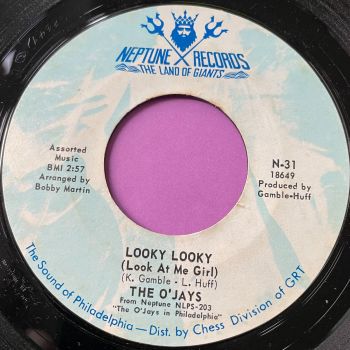 NEPTUNE RECORDS
THE LAND OF GIANTS
Assorted
Music
BMI 2:57
Arranged by
Bobby Martin
N-31
18649
Produced by
Gamble-Huff
LOOKY LOOKY
(Look At Me Girl)
(K. Gamble - L. Huff)
THE O'JAYS
From Neptune NLPS-203
"The O'Jays in Philadelphia"
The Sound of Philadelphia — Dist. by Chess Division of GRT